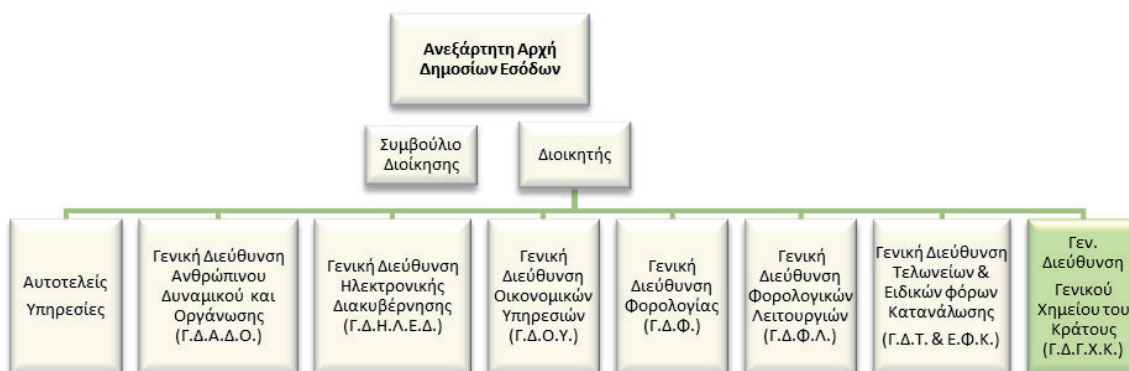 Ανεξάρτητη Αρχή
Δημοσίων Εσόδων
Συμβούλιο
Διοίκησης
Διοικητής
Αυτοτελείς
Υπηρεσίες
Γενική Διεύθυνση
Ανθρώπινου
Δυναμικού και
Οργάνωσης
(Γ.Δ.Α.Δ.Ο.)
Γενική Διεύθυνση
Ηλεκτρονικής
Διακυβέρνησης
(Γ.Δ.Η.Λ.Ε.Δ.)
Γενική
Διεύθυνση
Οικονομικών
Υπηρεσιών
(Γ.Δ.Ο.Υ.)
Γενική
Διεύθυνση
Φορολογίας
(Γ.Δ.Φ.)
Γενική
Διεύθυνση
Φορολογικών
Λειτουργιών
(Γ.Δ.Φ.Λ.)
Γενική Διεύθυνση
Τελωνείων &
Ειδικών φόρων
Κατανάλωσης
(Γ.Δ.Τ. & Ε.Φ.Κ.)
Γεν.
Διεύθυνση
Γενικού
Χημείου του
Κράτους
(Γ.Δ.Γ.Χ.Κ.)